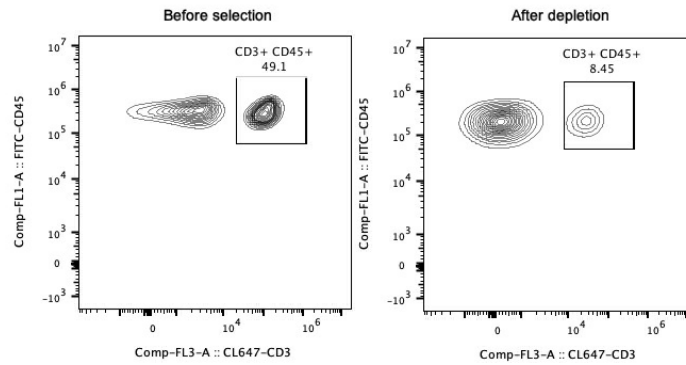 Before selection
CD3+ CD45+
49.1
10^7
10^6
10^5
10^4
10^3
0
-10^3
Comp-FL1-A :: FITC-CD45
0
10^4
10^6
Comp-FL3-A :: CL647-CD3
After depletion
CD3+ CD45+
8.45
10^7
10^6
10^5
10^4
10^3
0
-10^3
Comp-FL1-A :: FITC-CD45
0
10^4
10^6
Comp-FL3-A :: CL647-CD3